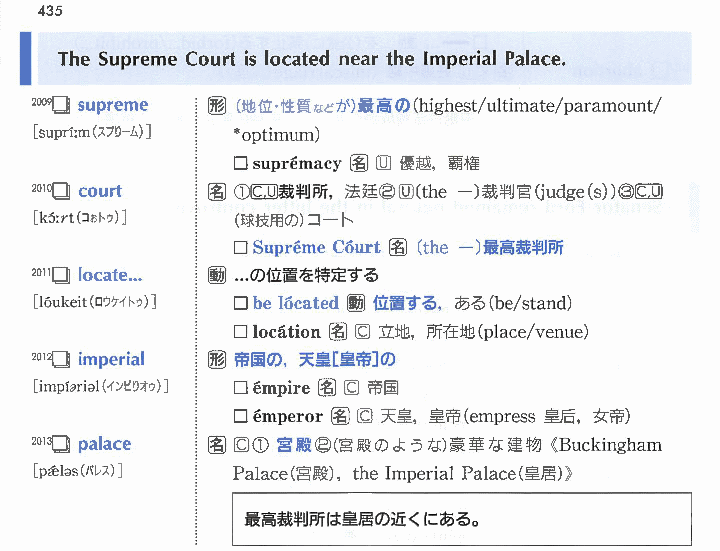 435
The Supreme Court is located near the Imperial Palace.
2009 supreme
[suprí:m(スプリーム)]
形 (地位・性質などが)最高の(highest/ultimate/paramount/
*optimum)
□ suprémacy 名 U 優越，覇権
2010 court
[kɔ́:rt(コぉトゥ)]
名 ①C,U裁判所，法廷②U(the —)裁判官(judge(s))③C,U
(球技用の)コート
□ Supréme Cóurt 名 (the —)最高裁判所
2011 locate...
[lóukeit(ロウケイトゥ)]
動 …の位置を特定する
□ be lócated 動 位置する，ある(be/stand)
□ locátion 名 C 立地，所在地(place/venue)
2012 imperial
[impíəriəl(インピリオゥ)]
形 帝国の，天皇[皇帝]の
□ émpire 名 C 帝国
□ émperor 名 C 天皇，皇帝(empress 皇后，女帝)
2013 palace
[pǽləs(パレス)]
名 C① 宮殿②(宮殿のような)豪華な建物《Buckingham
Palace(宮殿)，the Imperial Palace(皇居)》
最高裁判所は皇居の近くにある。